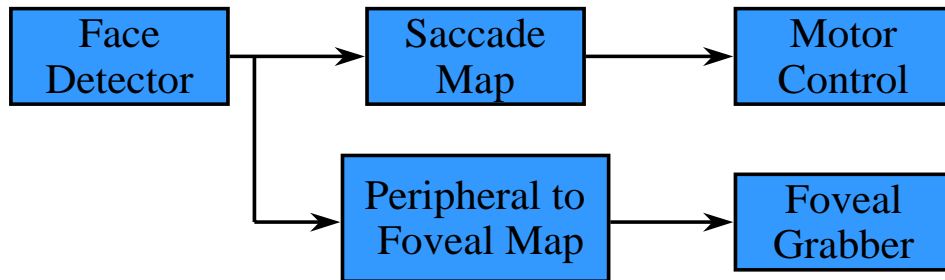 Face
Detector
Saccade
Map
Motor
Control
Peripheral to
Foveal Map
Foveal
Grabber